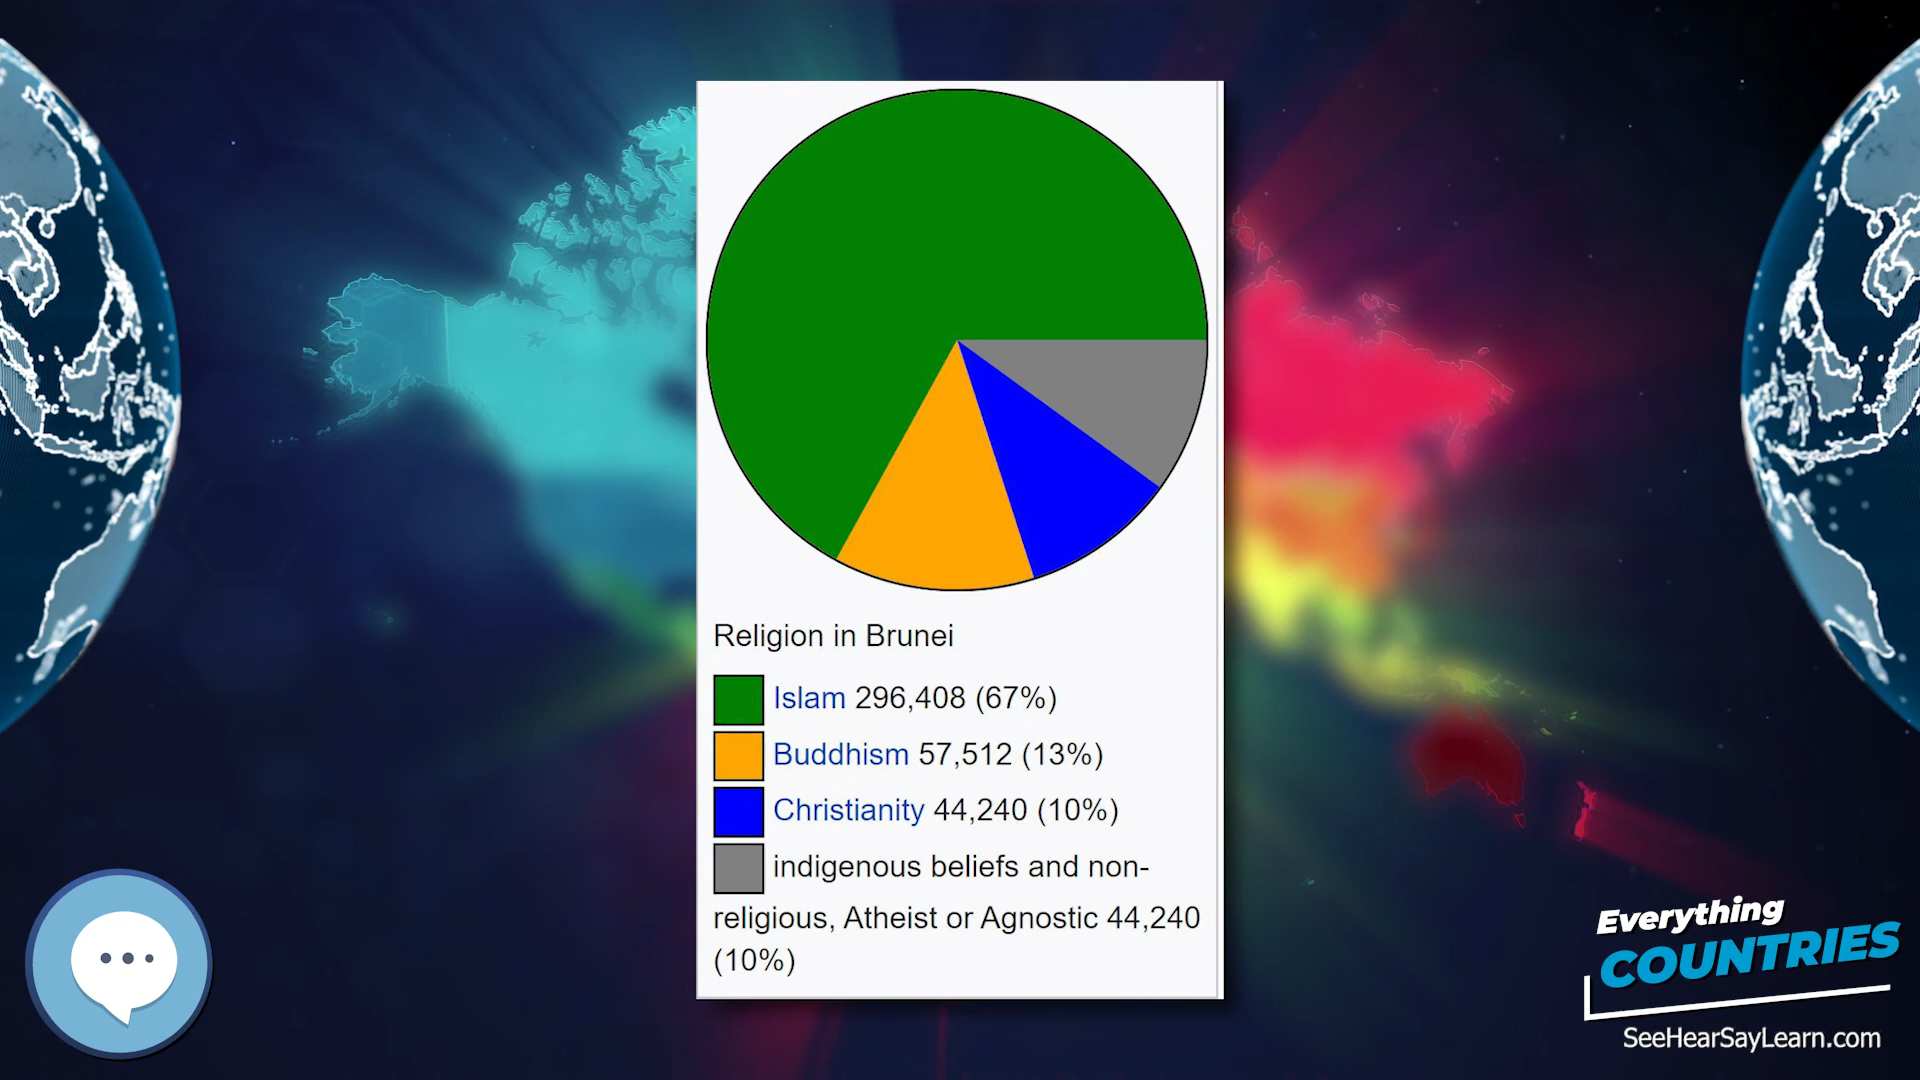 Religion in Brunei
Islam 296,408 (67%)
Buddhism 57,512 (13%)
Christianity 44,240 (10%)
indigenous beliefs and non-
religious, Atheist or Agnostic 44,240
(10%)
Everything
COUNTRIES
SeeHearSayLearn.com